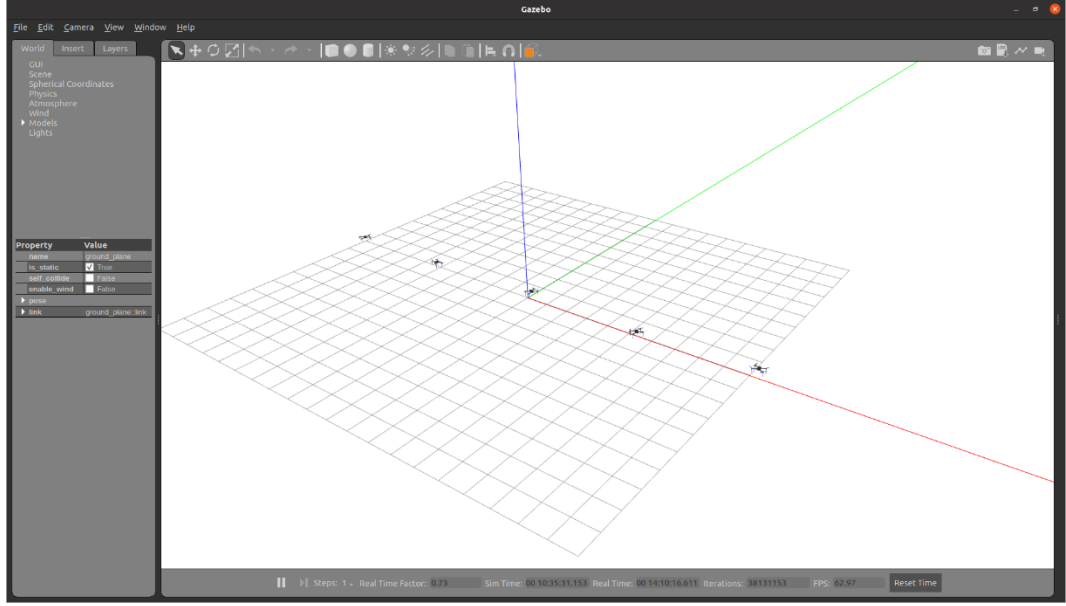 Gazebo
File Edit Camera View Window Help
World Insert Layers
GUI
Scene
Spherical Coordinates
Physics
Atmosphere
Wind
Models
Lights
Property Value
name ground_plane
is_static True
self_collide False
enable_wind False
pose
link ground_plane::link
Steps: 1 Real Time Factor: 0.73 Sim Time: 00 10:35:31.153 Real Time: 00 14:10:16.611 Iterations: 38131153 FPS: 62.97 Reset Time